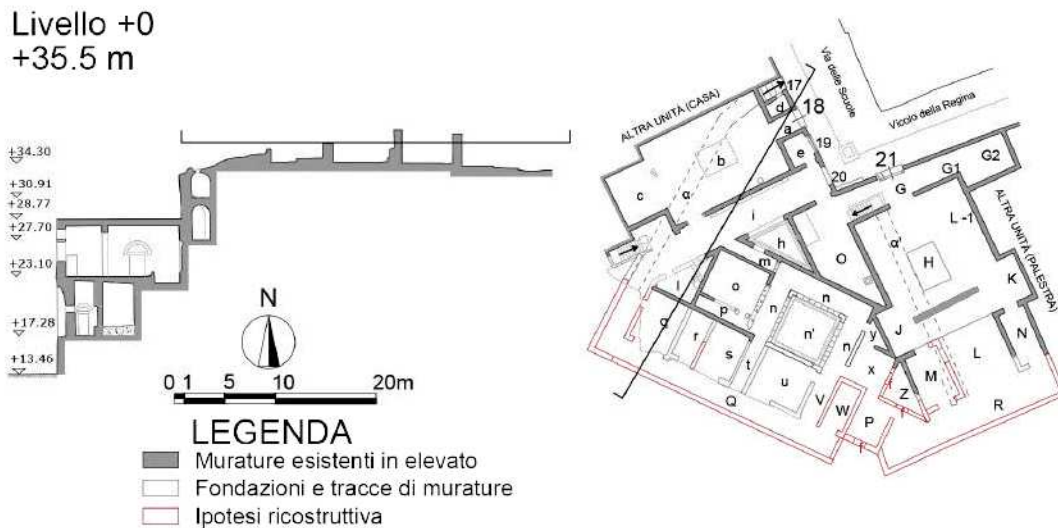 Livello +0
+35.5 m
+34.30
+30.91
+28.77
+27.70
+23.10
+17.28
+13.46
N
0 1 5 10 20m
LEGENDA
Murature esistenti in elevato
Fondazioni e tracce di murature
Ipotesi ricostruttiva
ALTRA UNITÀ (CASA)
Via delle Scuole
Vicolo della Regina
ALTRA UNITÀ (PALESTRA)
17
d
18
a
19
e
20
21
b
c
α
G
G1
G2
L -1
i
h
m
O
α'
H
K
l
o
p
n
n
n'
n
y
J
N
q
r
s
t
u
x
Z
M
L
R
Q
V
W
P